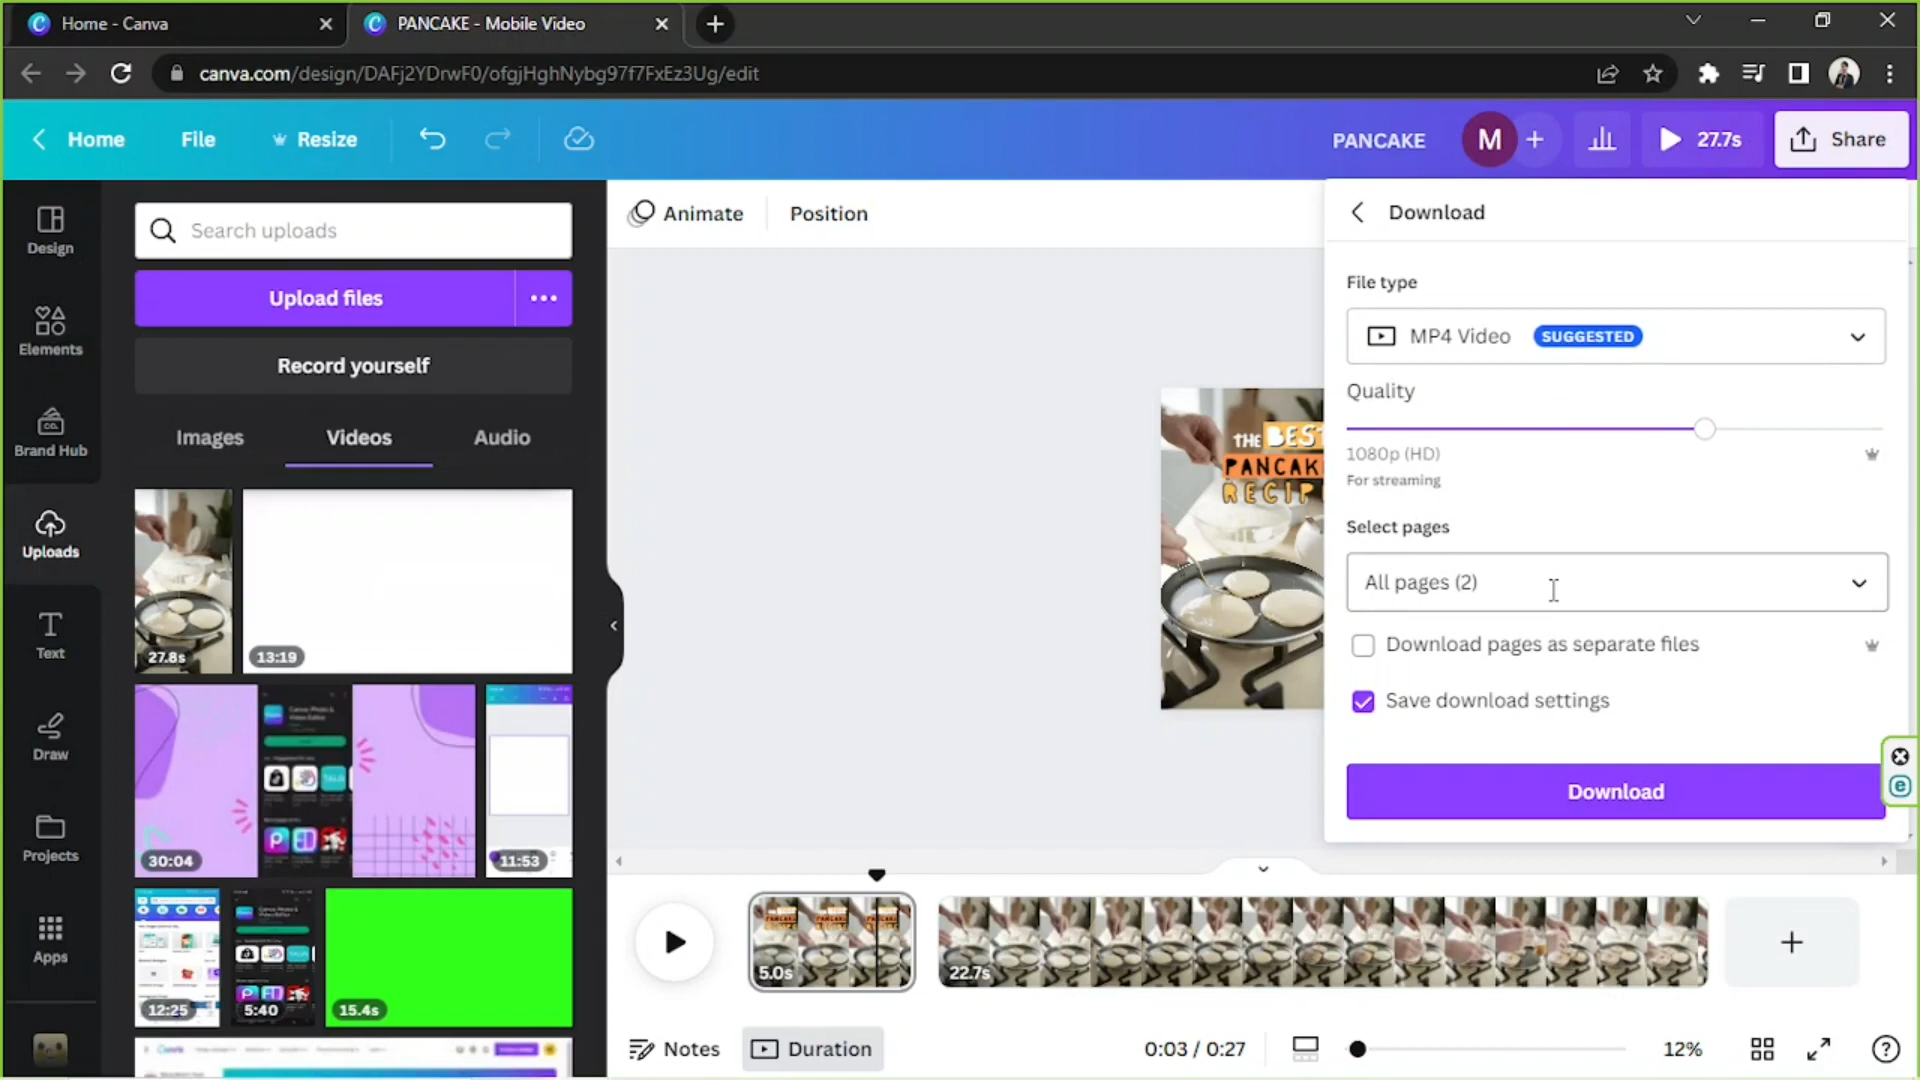 Home - Canva
PANCAKE - Mobile Video
canva.com/design/DAFj2YDrwF0/ofgjHghNybg97f7FxEz3Ug/edit
Home
File
Resize
PANCAKE
M
27.7s
Share
Design
Elements
Brand Hub
Uploads
Text
Draw
Projects
Apps
Search uploads
Upload files
Record yourself
Images
Videos
Audio
27.8s
13:19
30:04
11:53
12:25
5:40
15.4s
Animate
Position
THE BEST
PANCAK
RECIP
Download
File type
MP4 Video
SUGGESTED
Quality
1080p (HD)
For streaming
Select pages
All pages (2)
Download pages as separate files
Save download settings
Download
5.0s
22.7s
Notes
Duration
0:03 / 0:27
12%